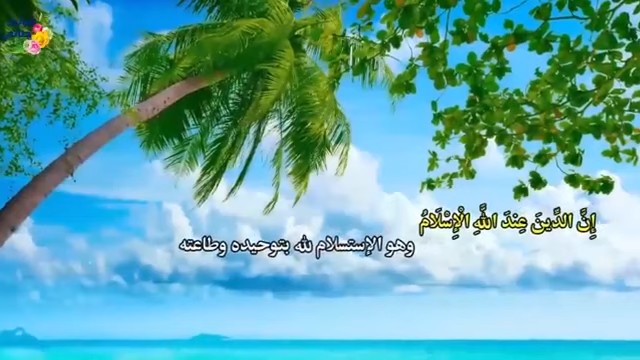 إِنَّ الدَّينَ عِندَ اللَّهِ الْإِسْلَامُ
وهو الإستسلام لله بتوحيده وطاعته